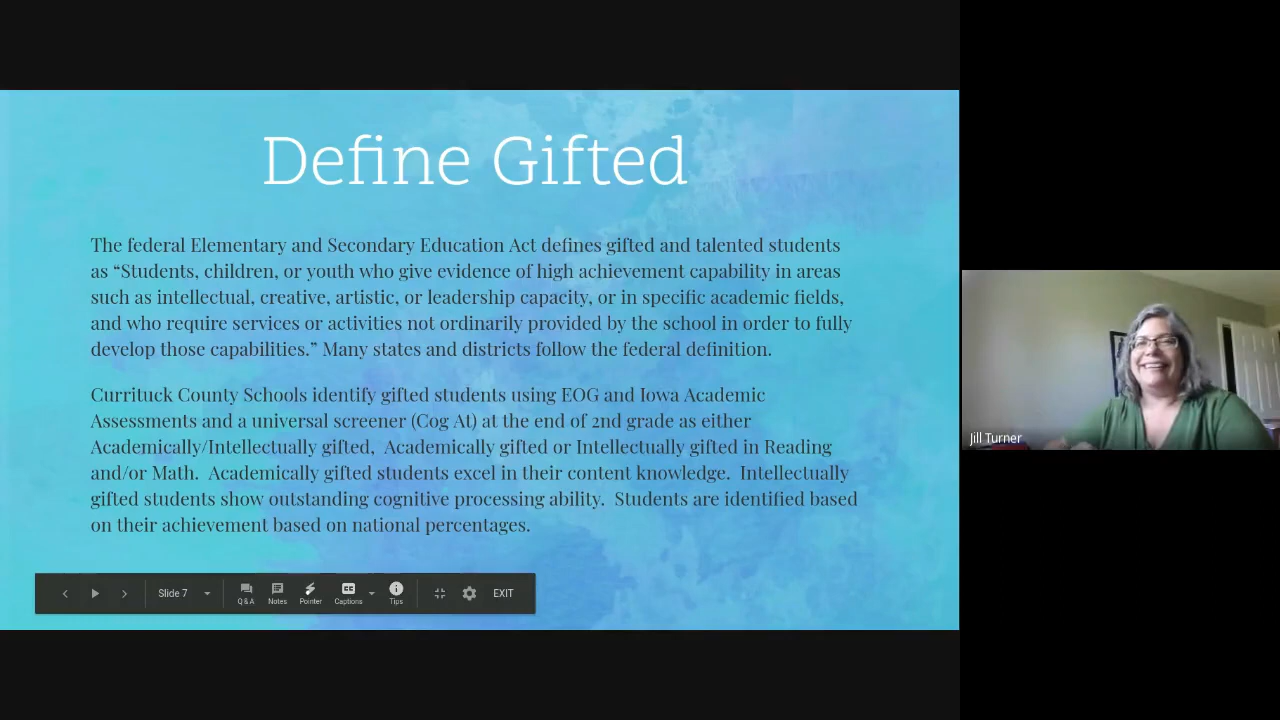 Define Gifted
The federal Elementary and Secondary Education Act defines gifted and talented students
as “Students, children, or youth who give evidence of high achievement capability in areas
such as intellectual, creative, artistic, or leadership capacity, or in specific academic fields,
and who require services or activities not ordinarily provided by the school in order to fully
develop those capabilities.” Many states and districts follow the federal definition.
Currituck County Schools identify gifted students using EOG and Iowa Academic
Assessments and a universal screener (Cog At) at the end of 2nd grade as either
Academically/Intellectually gifted,  Academically gifted or Intellectually gifted in Reading
and/or Math.  Academically gifted students excel in their content knowledge.  Intellectually
gifted students show outstanding cognitive processing ability.  Students are identified based
on their achievement based on national percentages.
Slide 7
Q&A
Notes
Pointer
Captions
Tips
EXIT
Jill Turner